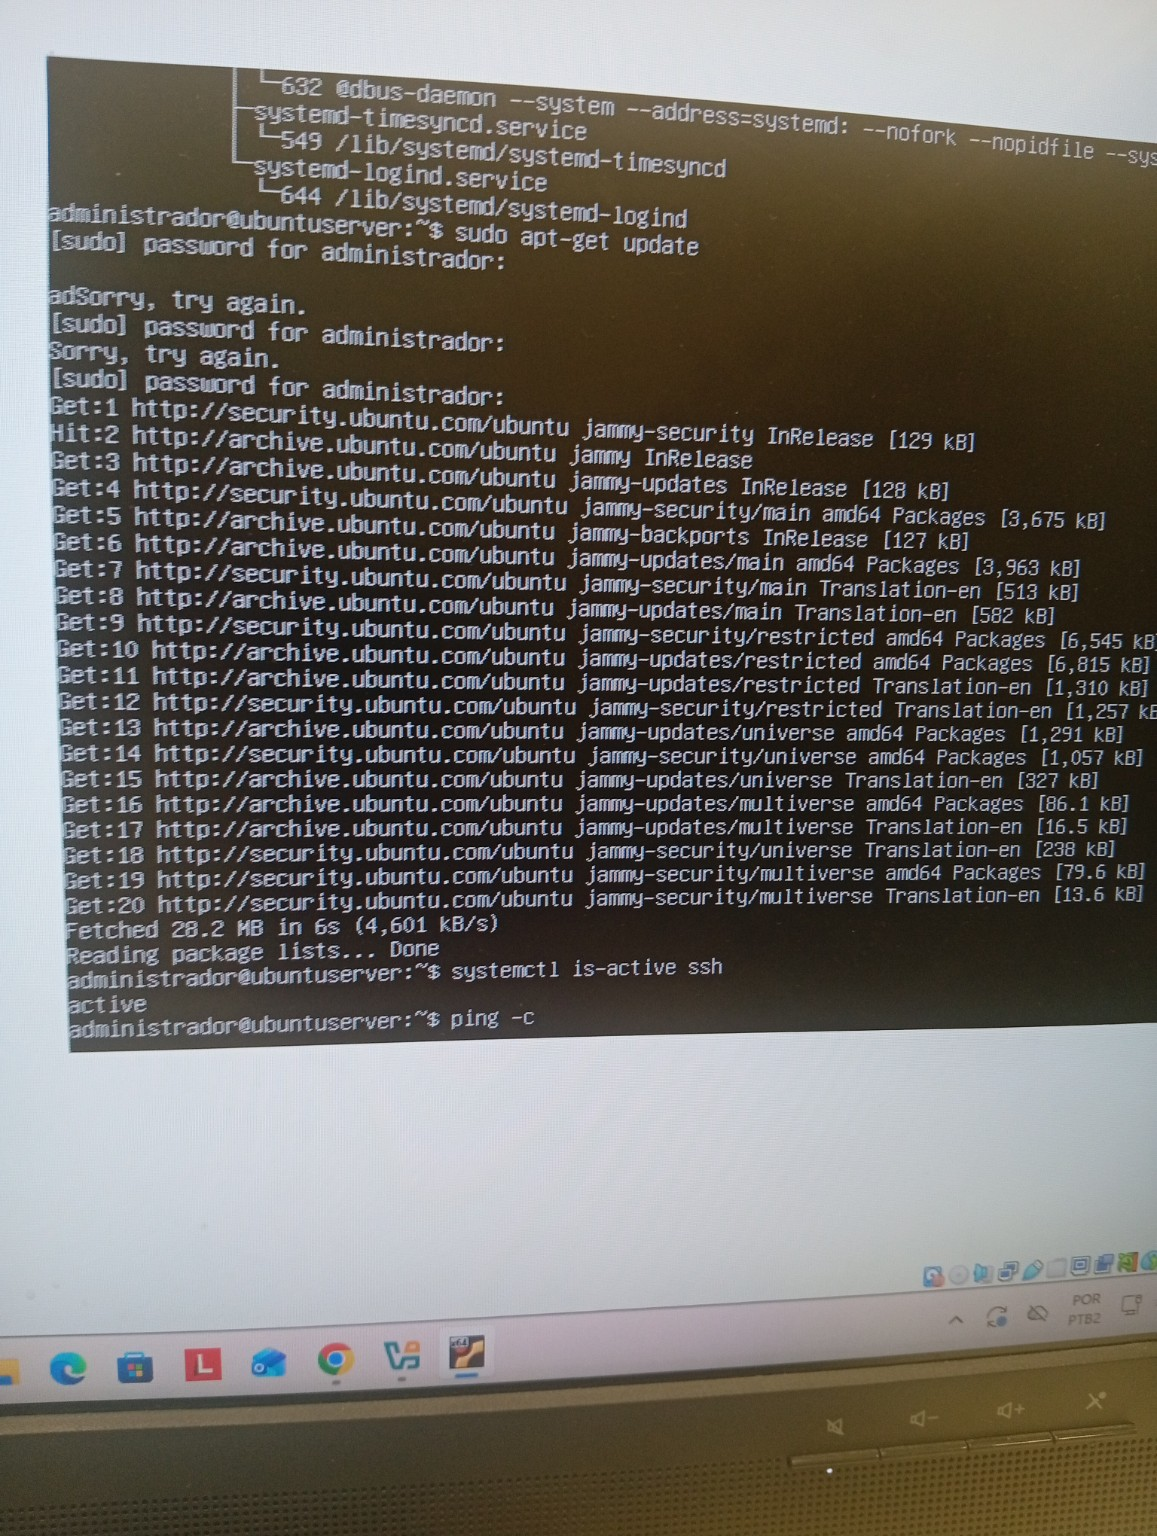 └─632 @dbus-daemon --system --address=systemd: --nofork --nopidfile --sys
├─systemd-timesyncd.service
└─549 /lib/systemd/systemd-timesyncd
└─systemd-logind.service
└─644 /lib/systemd/systemd-logind
administrador@ubuntuserver:~$ sudo apt-get update
[sudo] password for administrador:
adSorry, try again.
[sudo] password for administrador:
Sorry, try again.
[sudo] password for administrador:
Get:1 http://security.ubuntu.com/ubuntu jammy-security InRelease [129 kB]
Hit:2 http://archive.ubuntu.com/ubuntu jammy InRelease
Get:3 http://archive.ubuntu.com/ubuntu jammy-updates InRelease [128 kB]
Get:4 http://security.ubuntu.com/ubuntu jammy-security/main amd64 Packages [3,675 kB]
Get:5 http://archive.ubuntu.com/ubuntu jammy-backports InRelease [127 kB]
Get:6 http://archive.ubuntu.com/ubuntu jammy-updates/main amd64 Packages [3,963 kB]
Get:7 http://security.ubuntu.com/ubuntu jammy-security/main Translation-en [513 kB]
Get:8 http://archive.ubuntu.com/ubuntu jammy-updates/main Translation-en [582 kB]
Get:9 http://security.ubuntu.com/ubuntu jammy-security/restricted amd64 Packages [6,545 kB]
Get:10 http://archive.ubuntu.com/ubuntu jammy-updates/restricted amd64 Packages [6,815 kB]
Get:11 http://archive.ubuntu.com/ubuntu jammy-updates/restricted Translation-en [1,310 kB]
Get:12 http://security.ubuntu.com/ubuntu jammy-security/restricted Translation-en [1,257 kB
Get:13 http://archive.ubuntu.com/ubuntu jammy-updates/universe amd64 Packages [1,291 kB]
Get:14 http://security.ubuntu.com/ubuntu jammy-security/universe amd64 Packages [1,057 kB]
Get:15 http://archive.ubuntu.com/ubuntu jammy-updates/universe Translation-en [327 kB]
Get:16 http://archive.ubuntu.com/ubuntu jammy-updates/multiverse amd64 Packages [86.1 kB]
Get:17 http://archive.ubuntu.com/ubuntu jammy-updates/multiverse Translation-en [16.5 kB]
Get:18 http://security.ubuntu.com/ubuntu jammy-security/universe Translation-en [238 kB]
Get:19 http://security.ubuntu.com/ubuntu jammy-security/multiverse amd64 Packages [79.6 kB]
Get:20 http://security.ubuntu.com/ubuntu jammy-security/multiverse Translation-en [13.6 kB]
Fetched 28.2 MB in 6s (4,601 kB/s)
Reading package lists... Done
administrador@ubuntuserver:~$ systemctl is-active ssh
active
administrador@ubuntuserver:~$ ping -c
POR
PTB2
x64
L